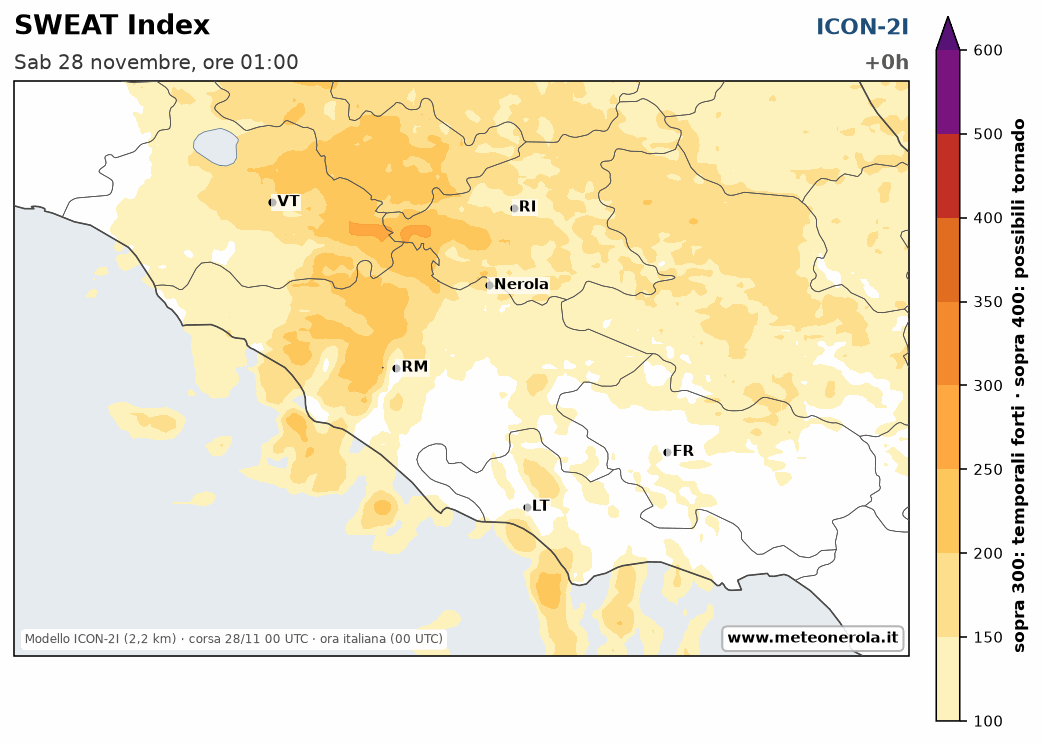 SWEAT Index
ICON-2I
Sab 28 novembre, ore 01:00
+0h
600
500
400
350
300
250
200
150
100
sopra 300: temporali forti · sopra 400: possibili tornado
VT
RI
Nerola
RM
FR
LT
Modello ICON-2I (2,2 km) · corsa 28/11 00 UTC · ora italiana (00 UTC)
www.meteonerola.it